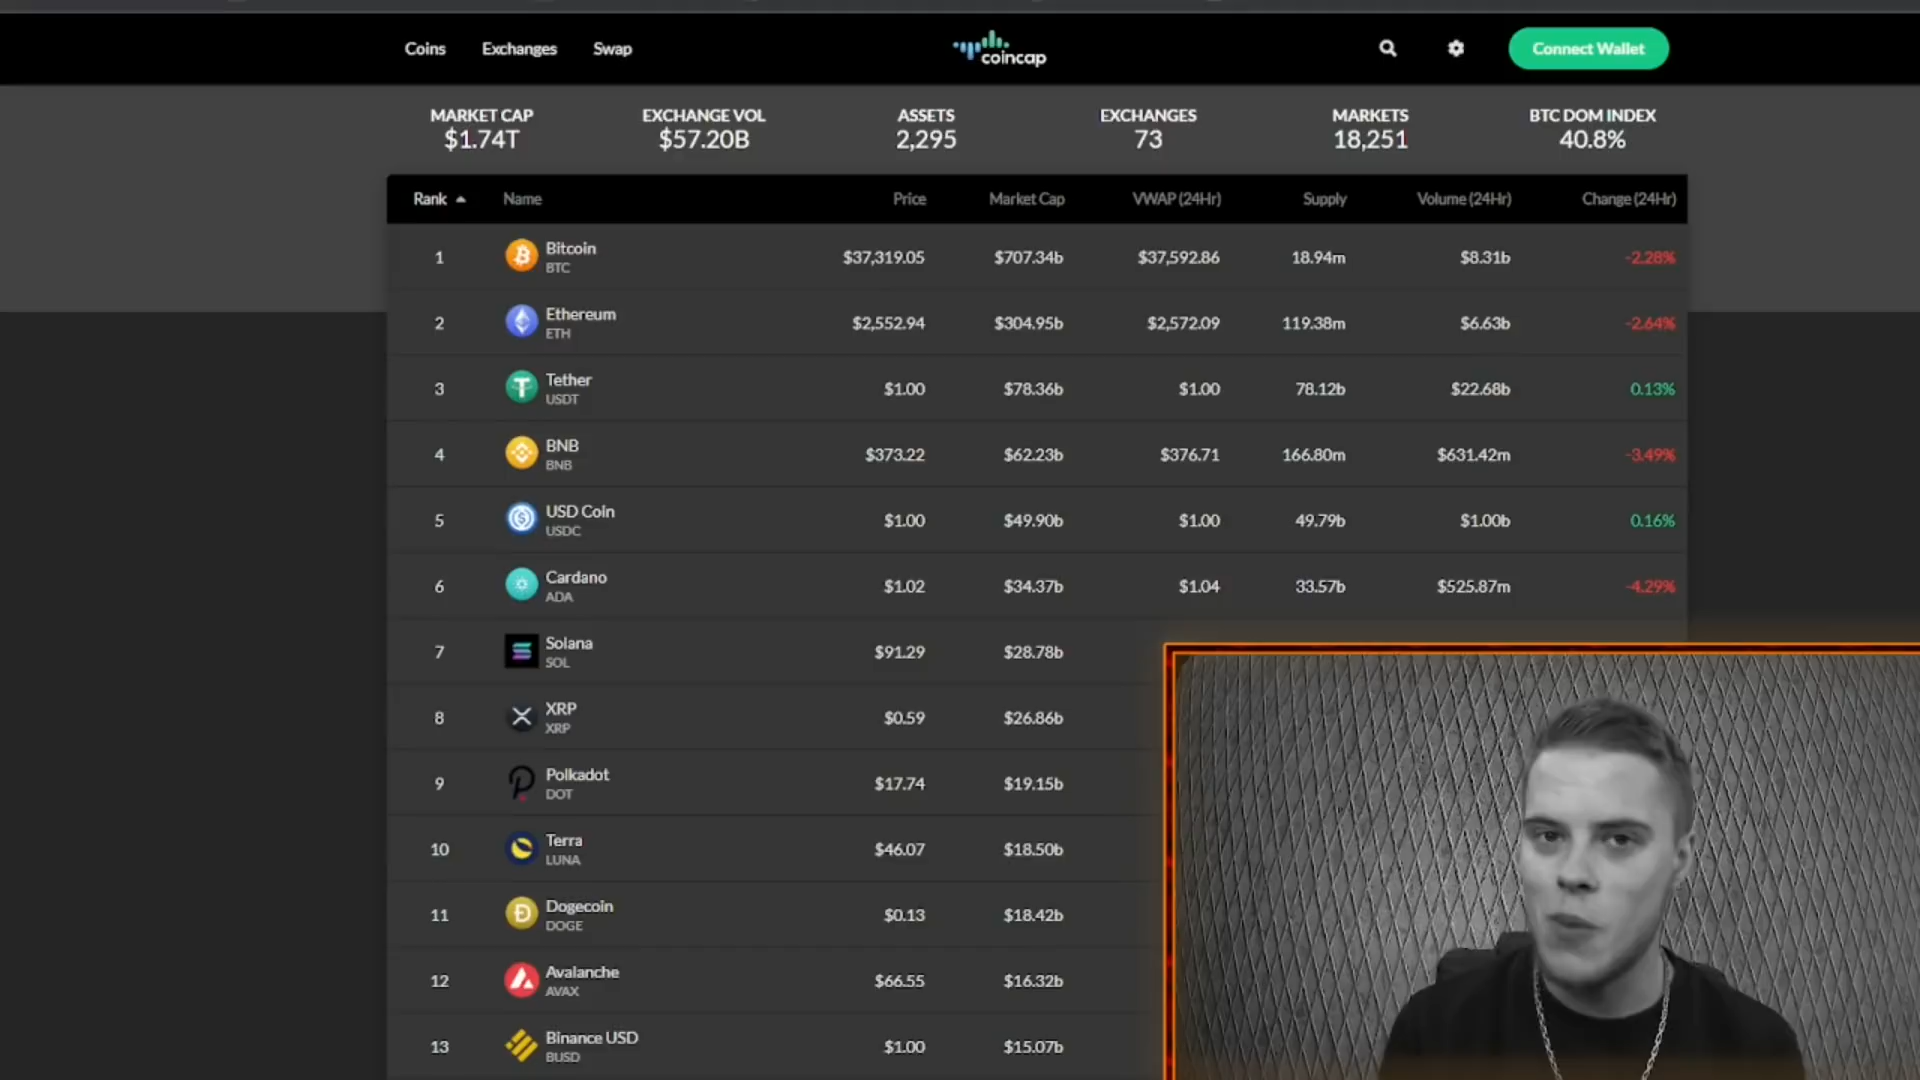 Coins Exchanges Swap coincap Connect Wallet
MARKET CAP EXCHANGE VOL ASSETS EXCHANGES MARKETS BTC DOM INDEX
$1.74T $57.20B 2,295 73 18,251 40.8%
Rank Name Price Market Cap VWAP (24Hr) Supply Volume (24Hr) Change (24Hr)
1 Bitcoin $37,319.05 $707.34b $37,592.86 18.94m $8.31b -2.28%
BTC
2 Ethereum $2,552.94 $304.95b $2,572.09 119.38m $6.63b -2.64%
ETH
3 Tether $1.00 $78.36b $1.00 78.12b $22.68b 0.13%
USDT
4 BNB $373.22 $62.23b $376.71 166.80m $631.42m -3.49%
BNB
5 USD Coin $1.00 $49.90b $1.00 49.79b $1.00b 0.16%
USDC
6 Cardano $1.02 $34.37b $1.04 33.57b $525.87m -4.29%
ADA
7 Solana $91.29 $28.78b
SOL
8 XRP $0.59 $26.86b
XRP
9 Polkadot $17.74 $19.15b
DOT
10 Terra $46.07 $18.50b
LUNA
11 Dogecoin $0.13 $18.42b
DOGE
12 Avalanche $66.55 $16.32b
AVAX
13 Binance USD $1.00 $15.07b
BUSD